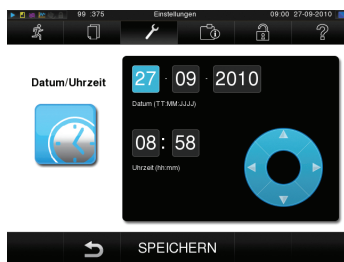 99 :375 Einstellungen 09:00 27-09-2010
Datum/Uhrzeit
27 . 09 . 2010
Datum (TT:MM:JJJJ)
08: 58
Uhrzeit (hh:mm)
SPEICHERN